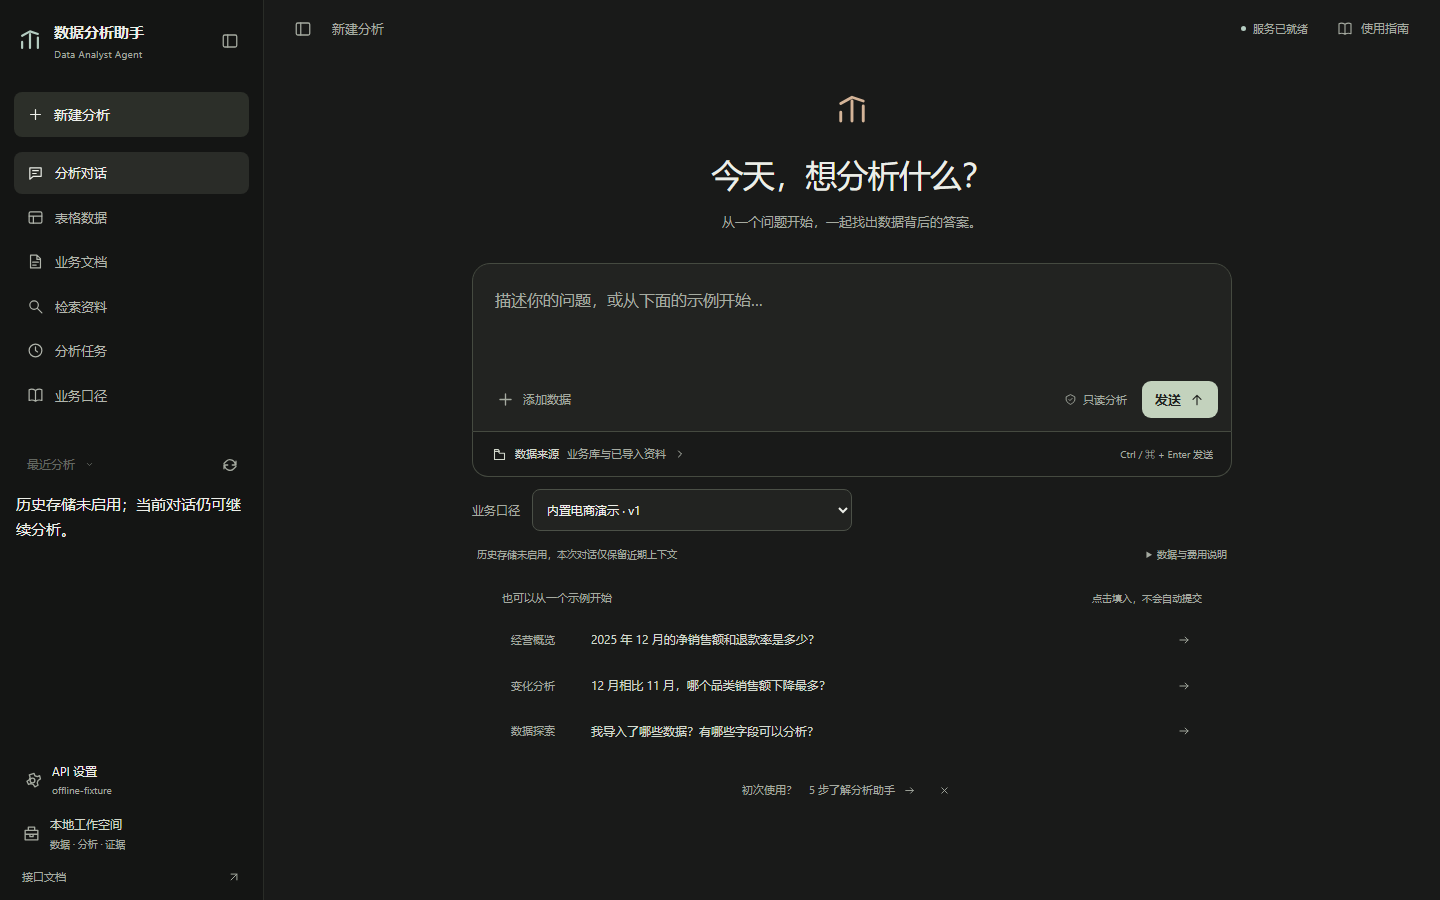 数据分析助手
Data Analyst Agent
新建分析
分析对话
表格数据
业务文档
检索资料
分析任务
业务口径
最近分析
历史存储未启用；当前对话仍可继
续分析。
API 设置
offline-fixture
本地工作空间
数据 · 分析 · 证据
接口文档
新建分析
服务已就绪
使用指南
今天，想分析什么？
从一个问题开始，一起找出数据背后的答案。
描述你的问题，或从下面的示例开始...
添加数据
只读分析
发送
数据来源 业务库与已导入资料
Ctrl / ⌘ + Enter 发送
业务口径
内置电商演示 · v1
历史存储未启用，本次对话仅保留近期上下文
数据与费用说明
也可以从一个示例开始
点击填入，不会自动提交
经营概览 2025 年 12 月的净销售额和退款率是多少？
变化分析 12 月相比 11 月，哪个品类销售额下降最多？
数据探索 我导入了哪些数据？有哪些字段可以分析？
初次使用？ 5 步了解分析助手